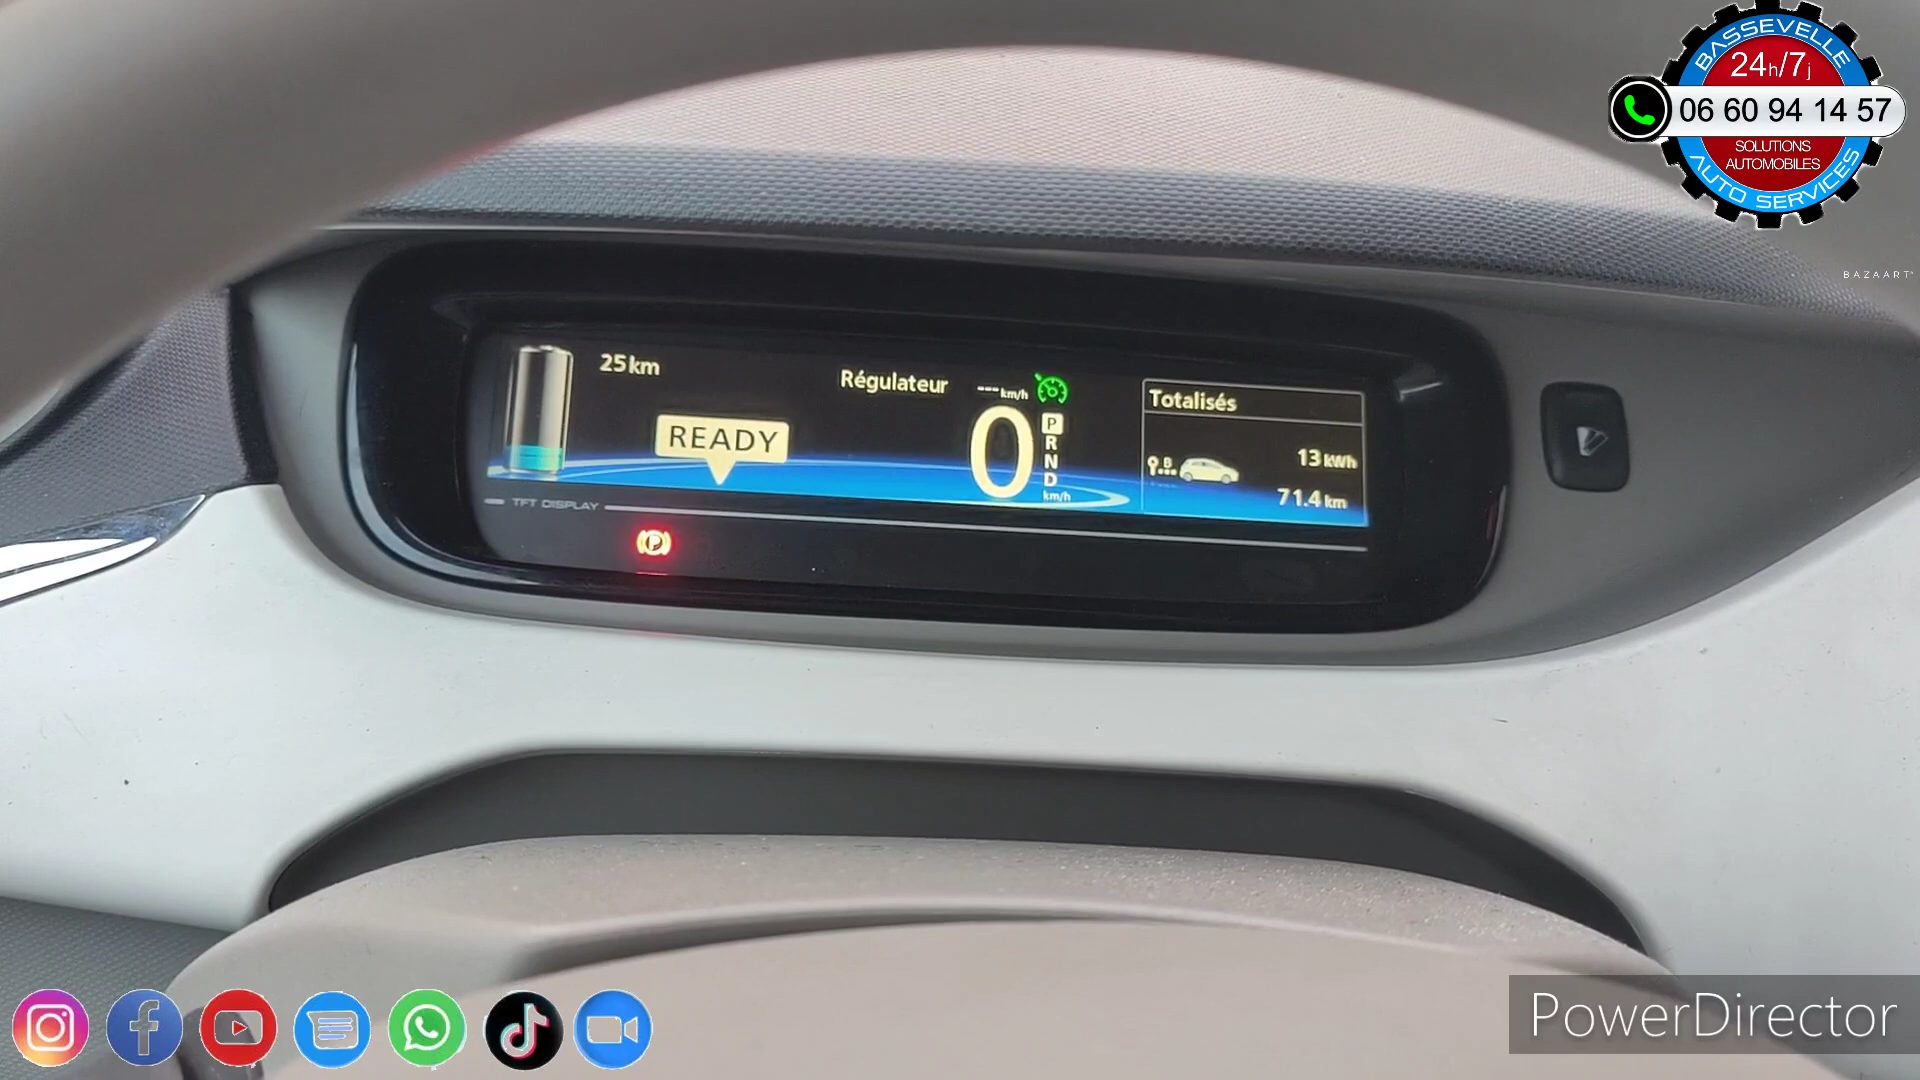 BASSEVELLE
24h/7j
06 60 94 14 57
SOLUTIONS
AUTOMOBILES
AUTO SERVICES
BAZAART
25 km
Régulateur
--- km/h
READY
0
P
R
N
D
km/h
Totalisés
B
13 kWh
71.4 km
TFT DISPLAY
P
PowerDirector